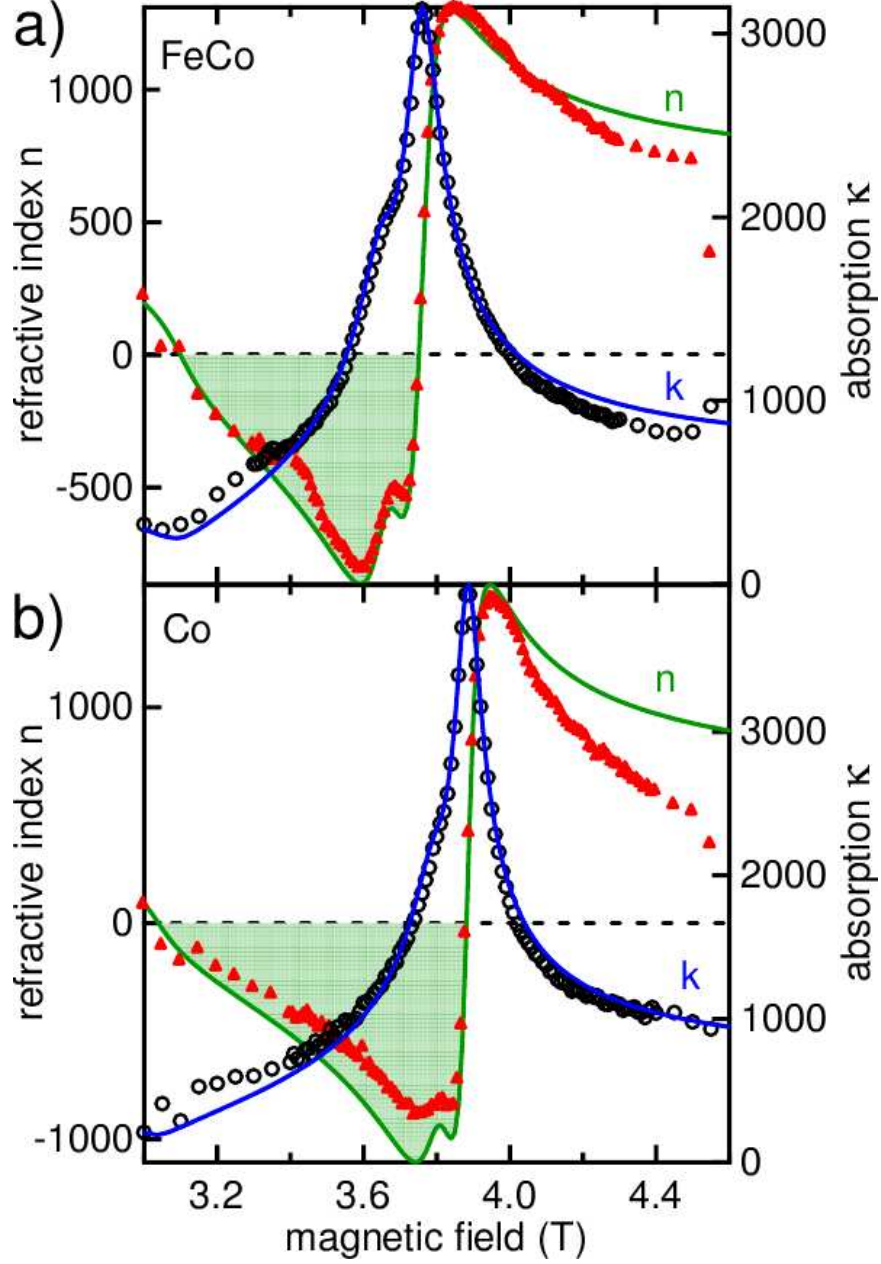 a)
FeCo
n
k
1000
500
0
-500
refractive index n
3000
2000
1000
0
absorption κ
b)
Co
n
k
1000
0
-1000
refractive index n
3000
2000
1000
0
absorption κ
3.2 3.6 4.0 4.4
magnetic field (T)